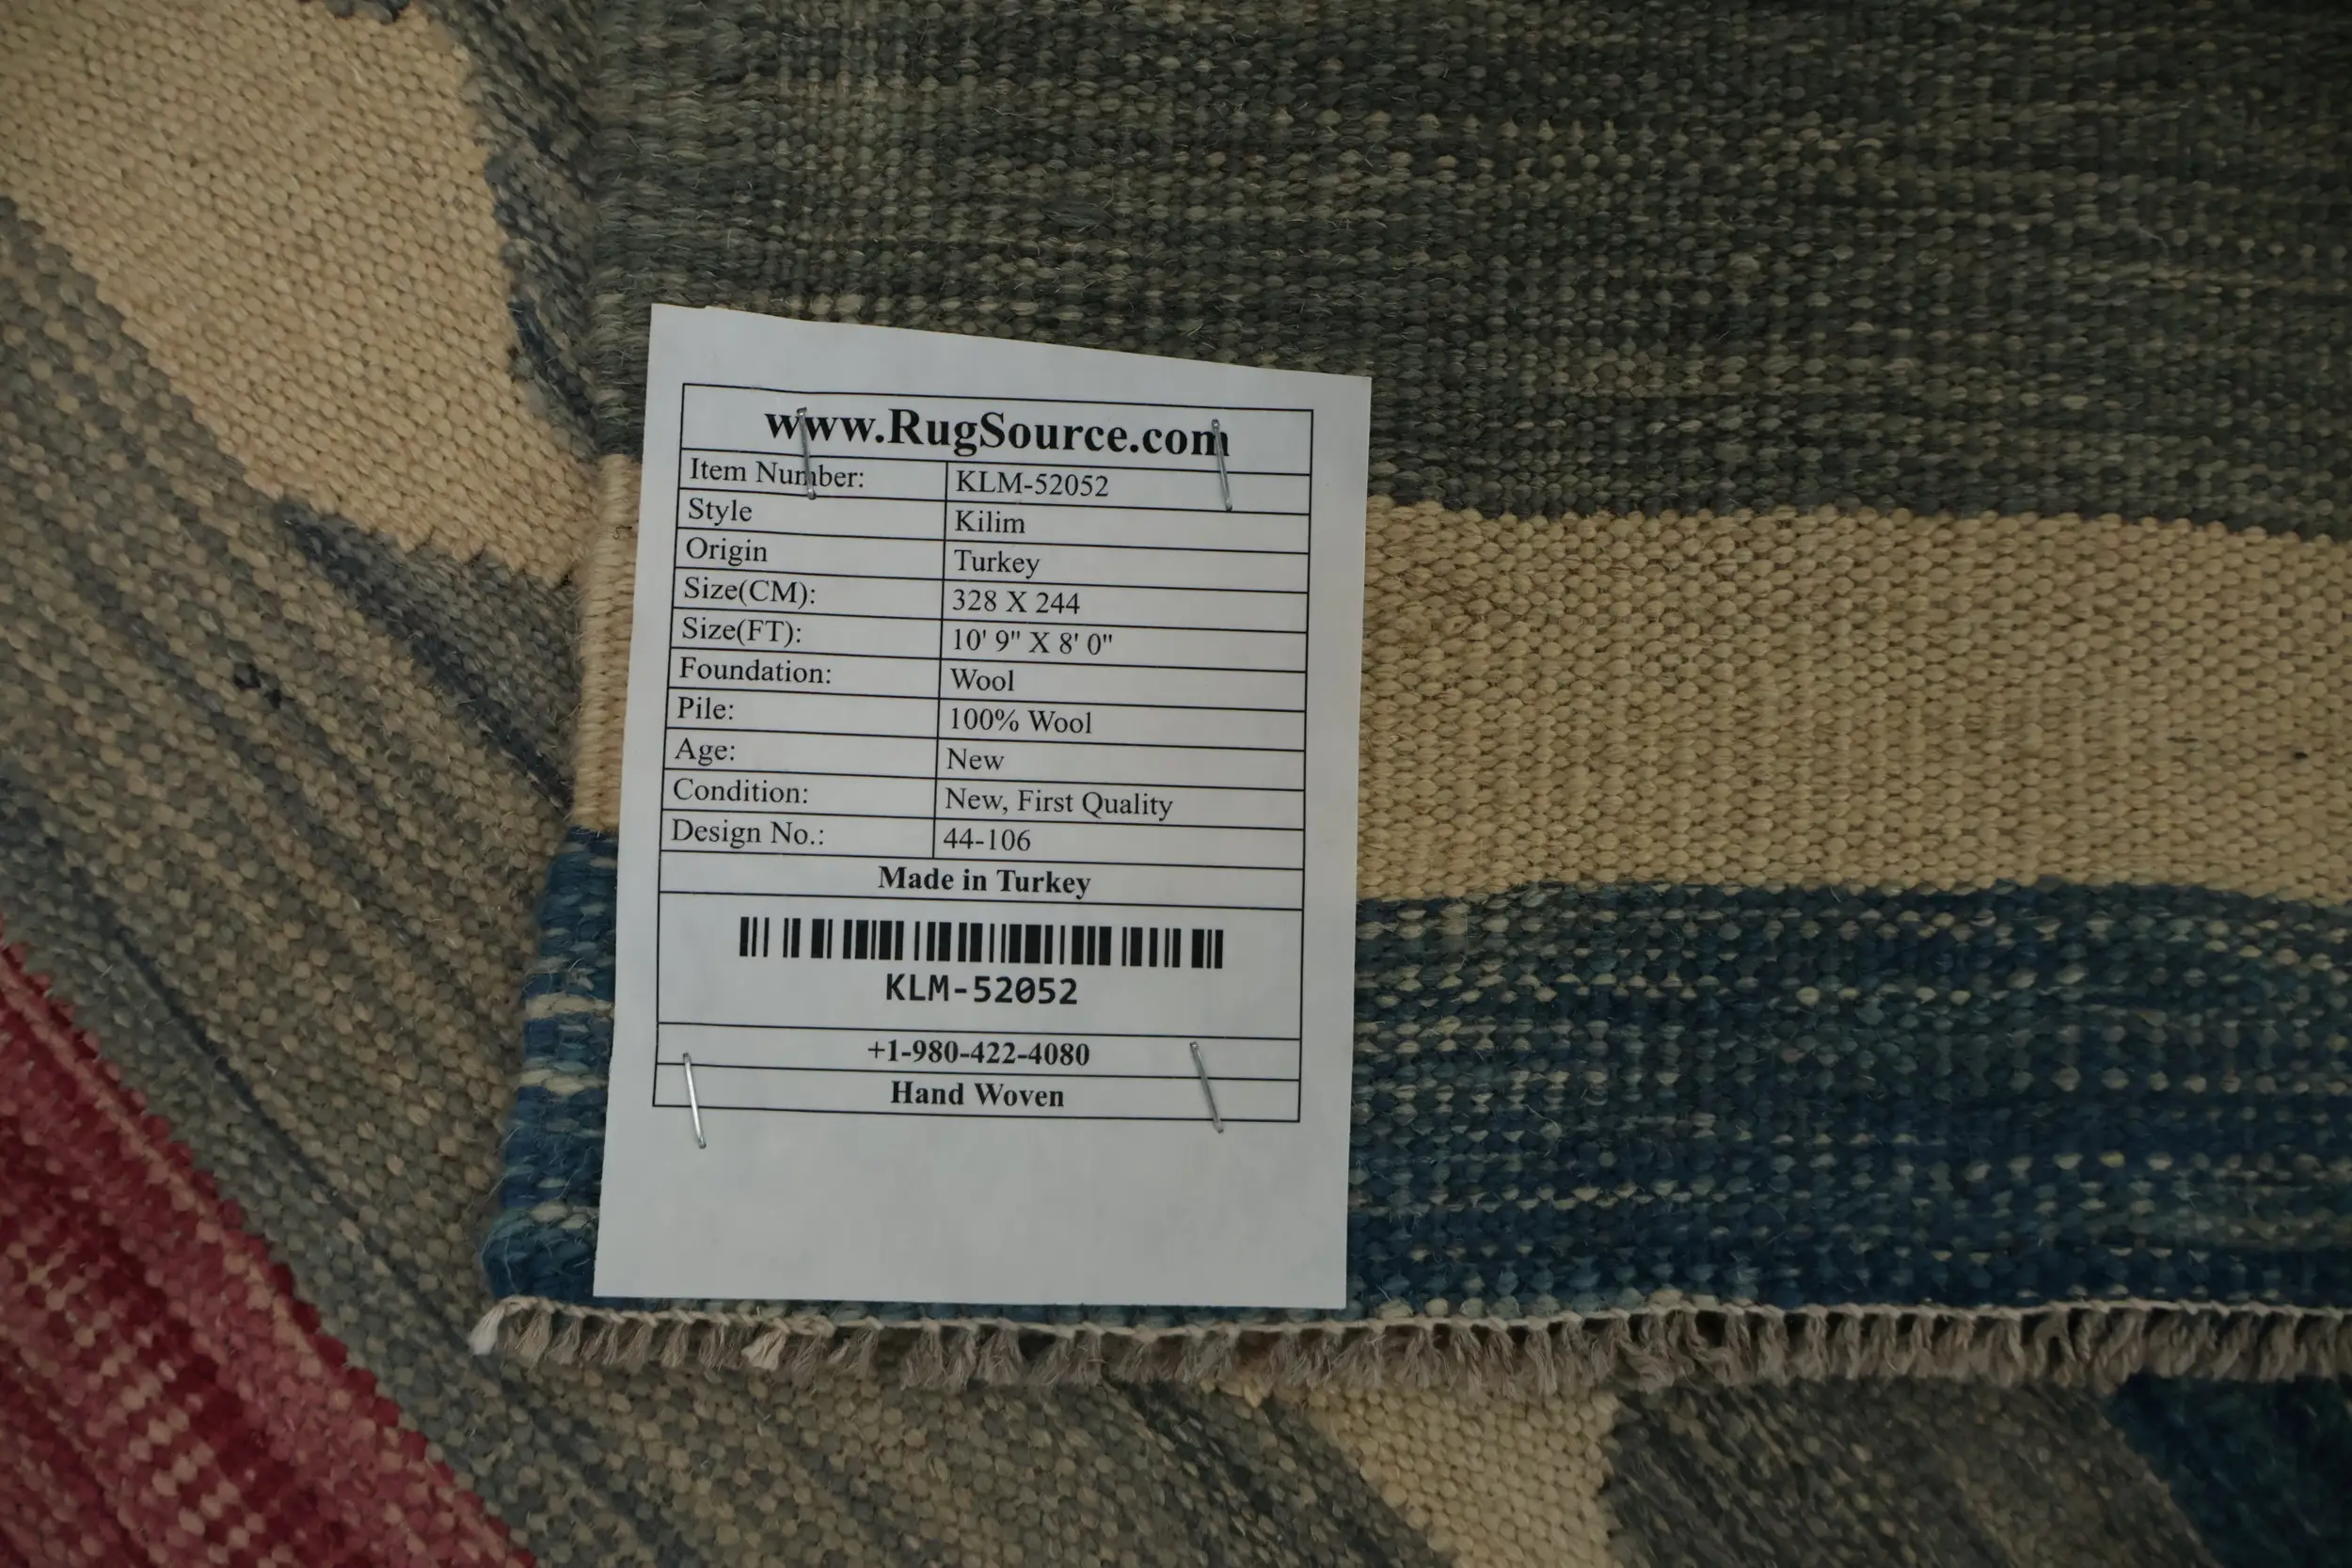 www.RugSource.com
Item Number: KLM-52052
Style Kilim
Origin Turkey
Size(CM): 328 X 244
Size(FT): 10' 9" X 8' 0"
Foundation: Wool
Pile: 100% Wool
Age: New
Condition: New, First Quality
Design No.: 44-106
Made in Turkey
KLM-52052
+1-980-422-4080
Hand Woven